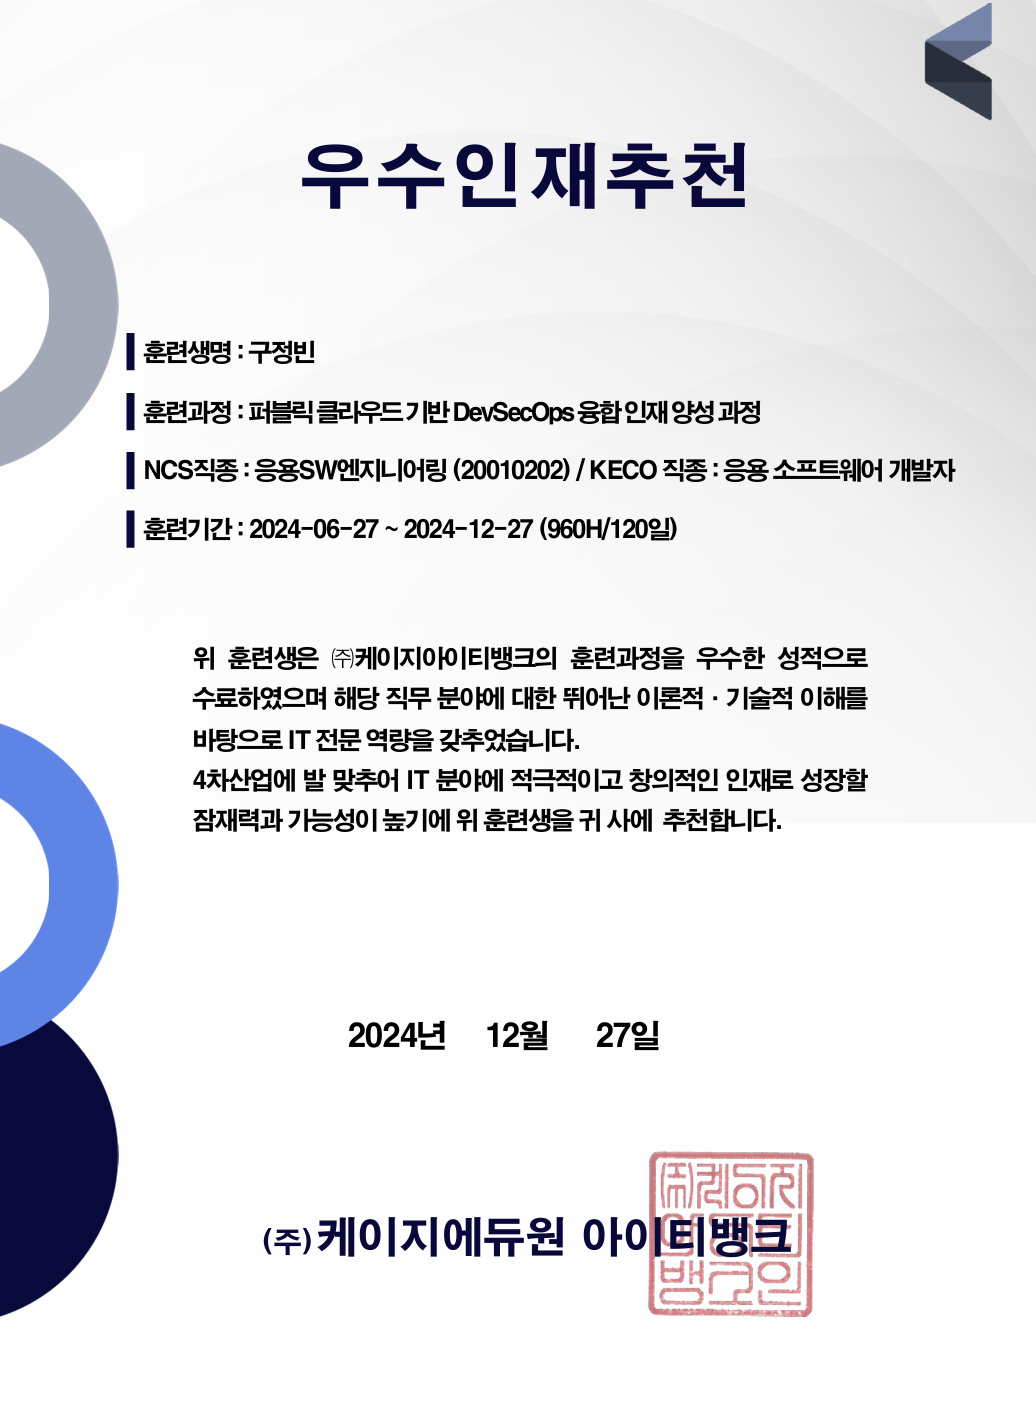 우수인재추천
훈련생명 : 구정빈
훈련과정 : 퍼블릭 클라우드 기반 DevSecOps 융합 인재 양성 과정
NCS직종 : 응용SW엔지니어링 (20010202) / KECO 직종 : 응용 소프트웨어 개발자
훈련기간 : 2024-06-27 ~ 2024-12-27 (960H/120일)
위 훈련생은 ㈜케이지아이티뱅크의 훈련과정을 우수한 성적으로
수료하였으며 해당 직무 분야에 대한 뛰어난 이론적 · 기술적 이해를
바탕으로 IT 전문 역량을 갖추었습니다.
4차산업에 발 맞추어 IT 분야에 적극적이고 창의적인 인재로 성장할
잠재력과 가능성이 높기에 위 훈련생을 귀 사에 추천합니다.
2024년 12월 27일
(주)케이지에듀원 아이티뱅크